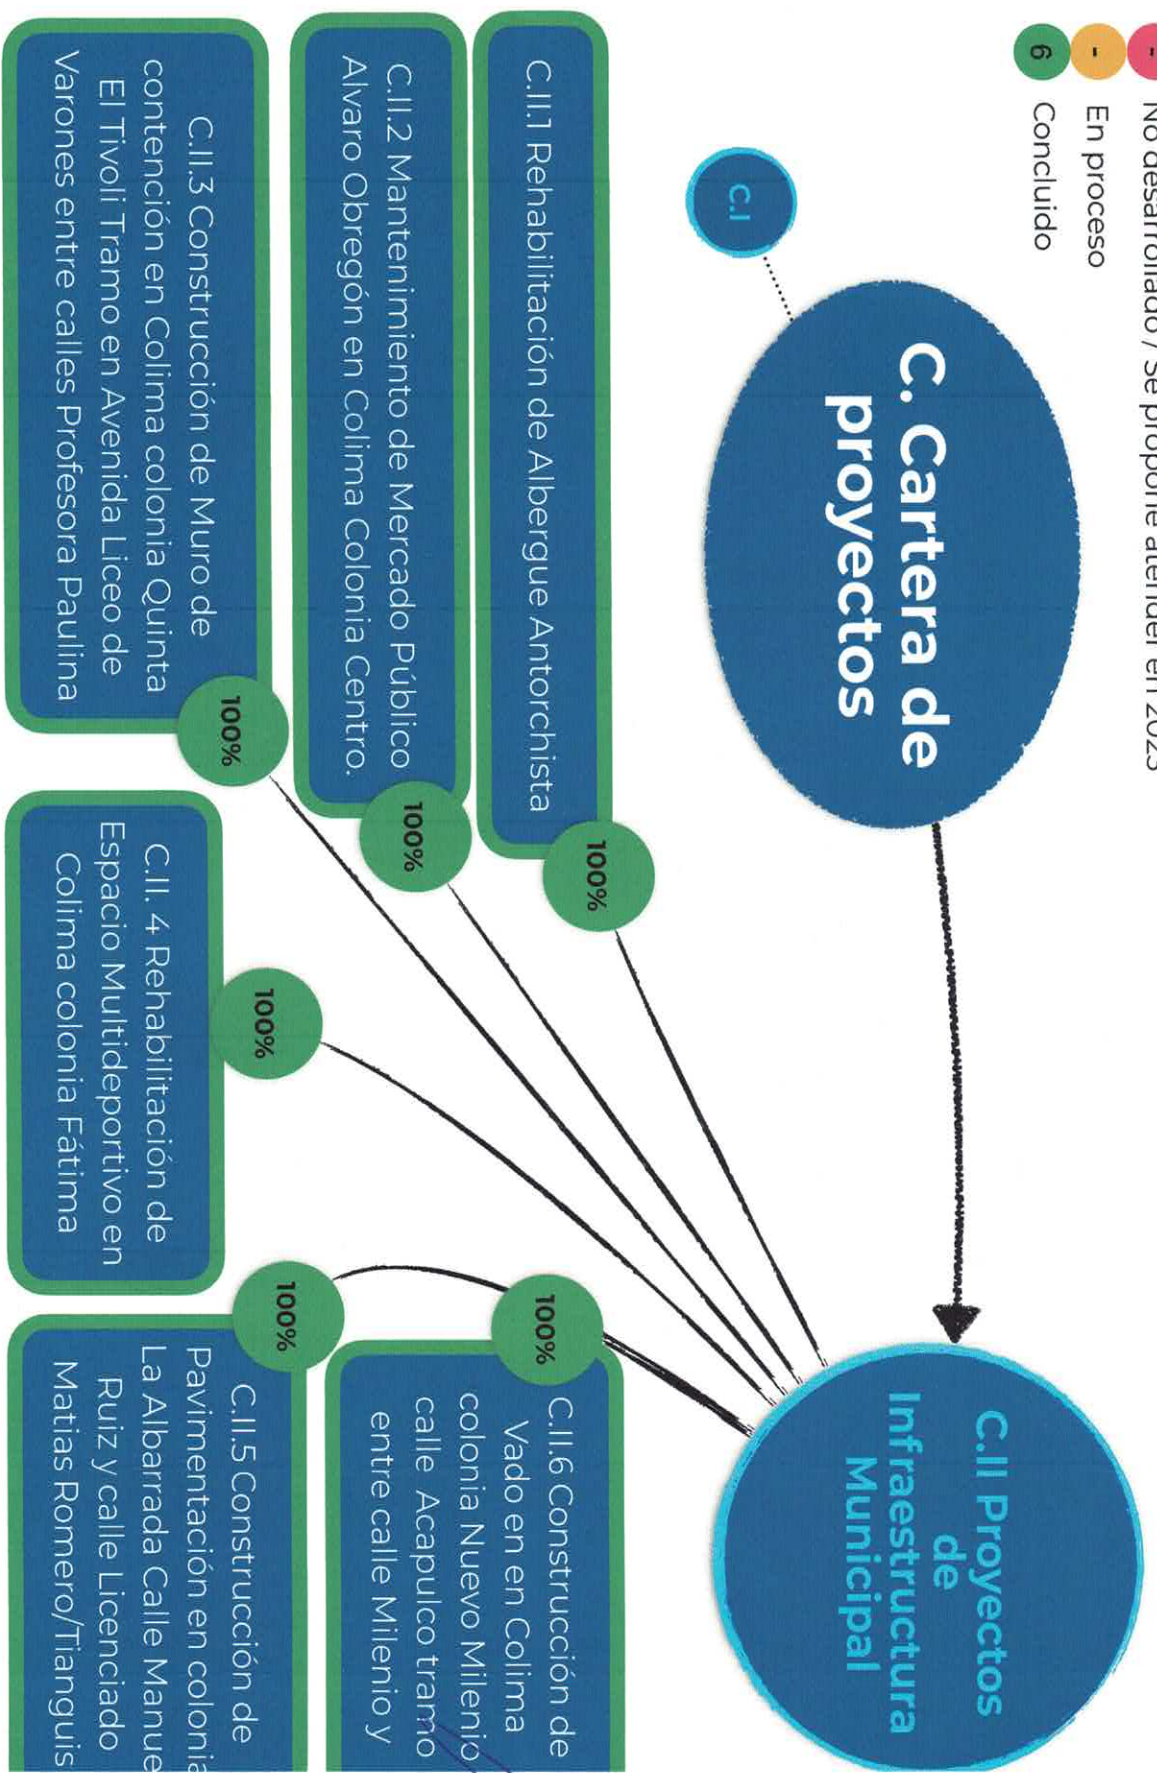 - No desarrollado / Se propone atender en 2023
- En proceso
6 Concluido
C.I
C. Cartera de
proyectos
C.II Proyectos
de
Infraestructura
Municipal
C.II.1 Rehabilitación de Albergue Antorchista
100%
C.II.2 Mantenimiento de Mercado Público
Alvaro Obregón en Colima Colonia Centro.
100%
C.II.3 Construcción de Muro de
contención en Colima colonia Quinta
El Tivoli Tramo en Avenida Liceo de
Varones entre calles Profesora Paulina
100%
C.II. 4 Rehabilitación de
Espacio Multideportivo en
Colima colonia Fátima
100%
C.II.5 Construcción de
Pavimentación en colonia
La Albarrada Calle Manue
Ruiz y calle Licenciado
Matias Romero/Tianguis
100%
C.II.6 Construcción de
Vado en en Colima
colonia Nuevo Milenio
calle Acapulco tramo
entre calle Milenio y
100%